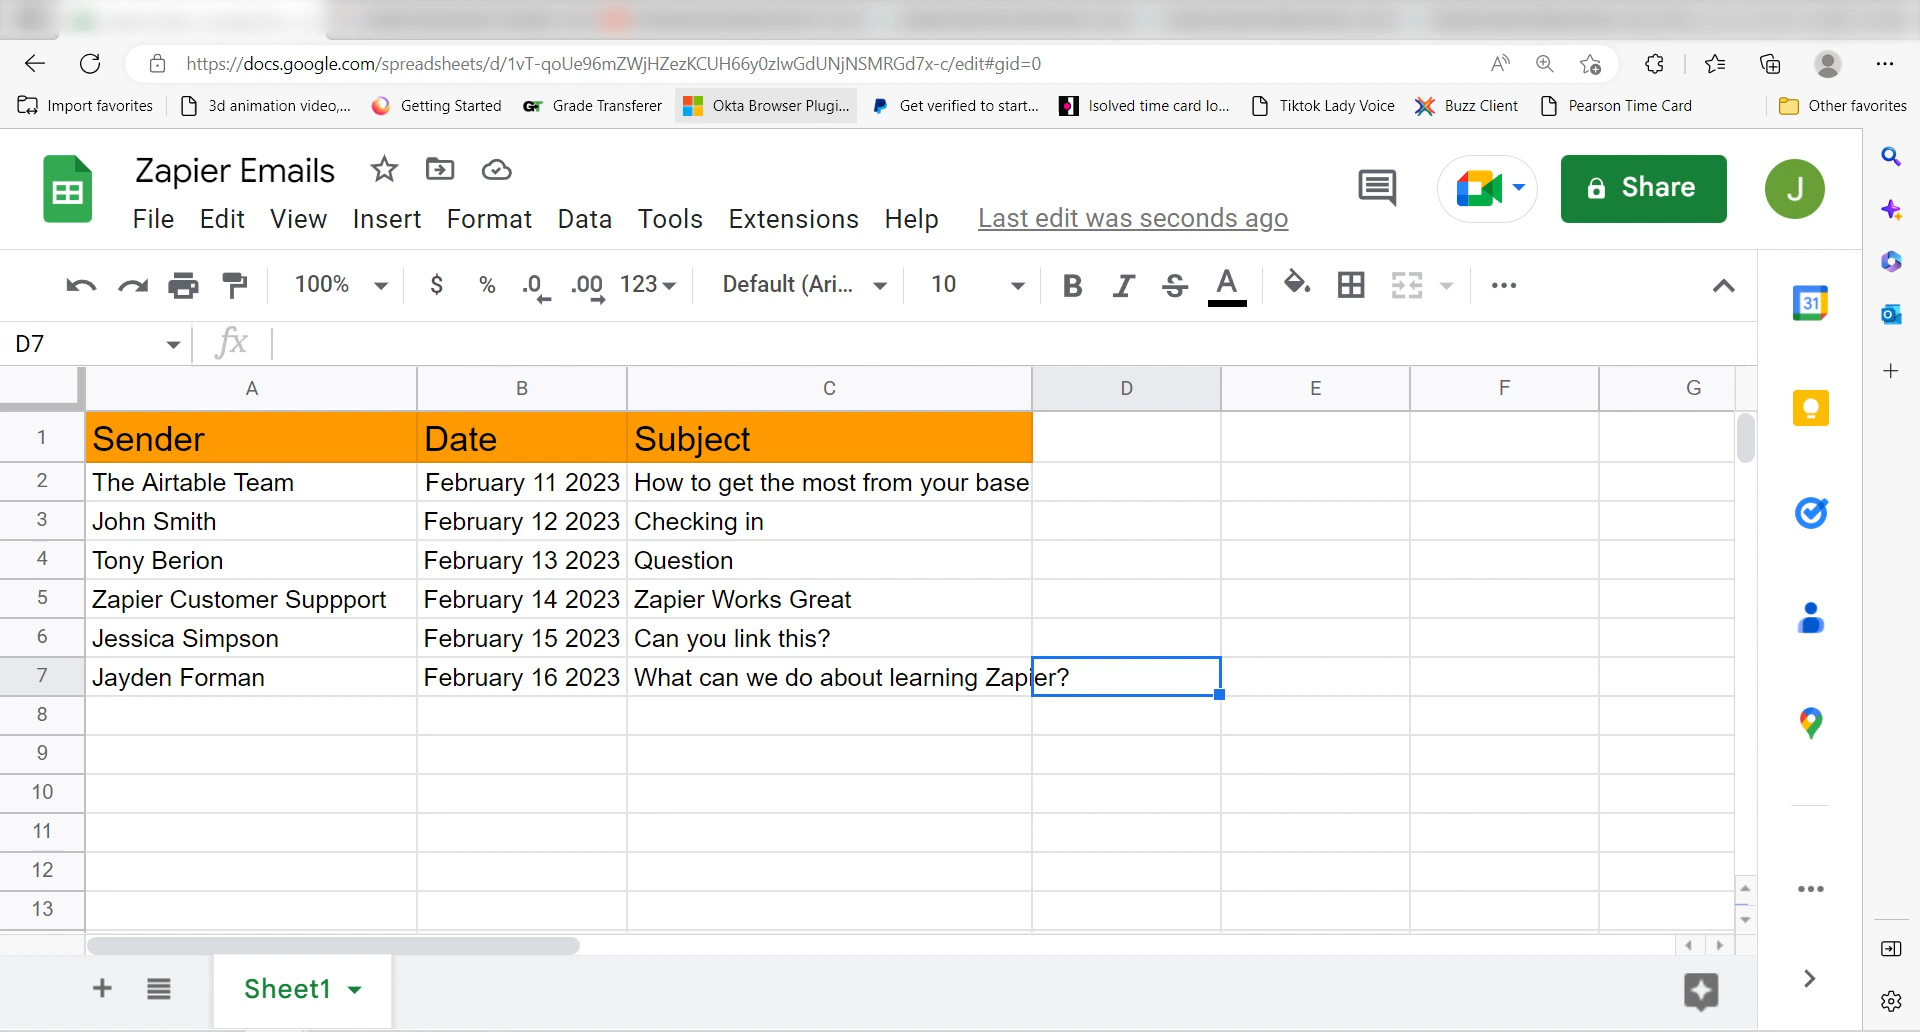 https://docs.google.com/spreadsheets/d/1vT-qoUe96mZWjHZezKCUH66y0zlwGdUNjNSMRGd7x-c/edit#gid=0
Import favorites 3d animation video,... Getting Started GT Grade Transferer Okta Browser Plugi... Get verified to start... Isolved time card lo... Tiktok Lady Voice Buzz Client Pearson Time Card Other favorites
Zapier Emails
Share
J
File Edit View Insert Format Data Tools Extensions Help Last edit was seconds ago
100% $ % .0 .00 123 Default (Ari... 10 B I S A
31
D7 fx
A B C D E F G
1 Sender Date Subject
2 The Airtable Team February 11 2023 How to get the most from your base
3 John Smith February 12 2023 Checking in
4 Tony Berion February 13 2023 Question
5 Zapier Customer Suppport February 14 2023 Zapier Works Great
6 Jessica Simpson February 15 2023 Can you link this?
7 Jayden Forman February 16 2023 What can we do about learning Zapier?
8
9
10
11
12
13
Sheet1